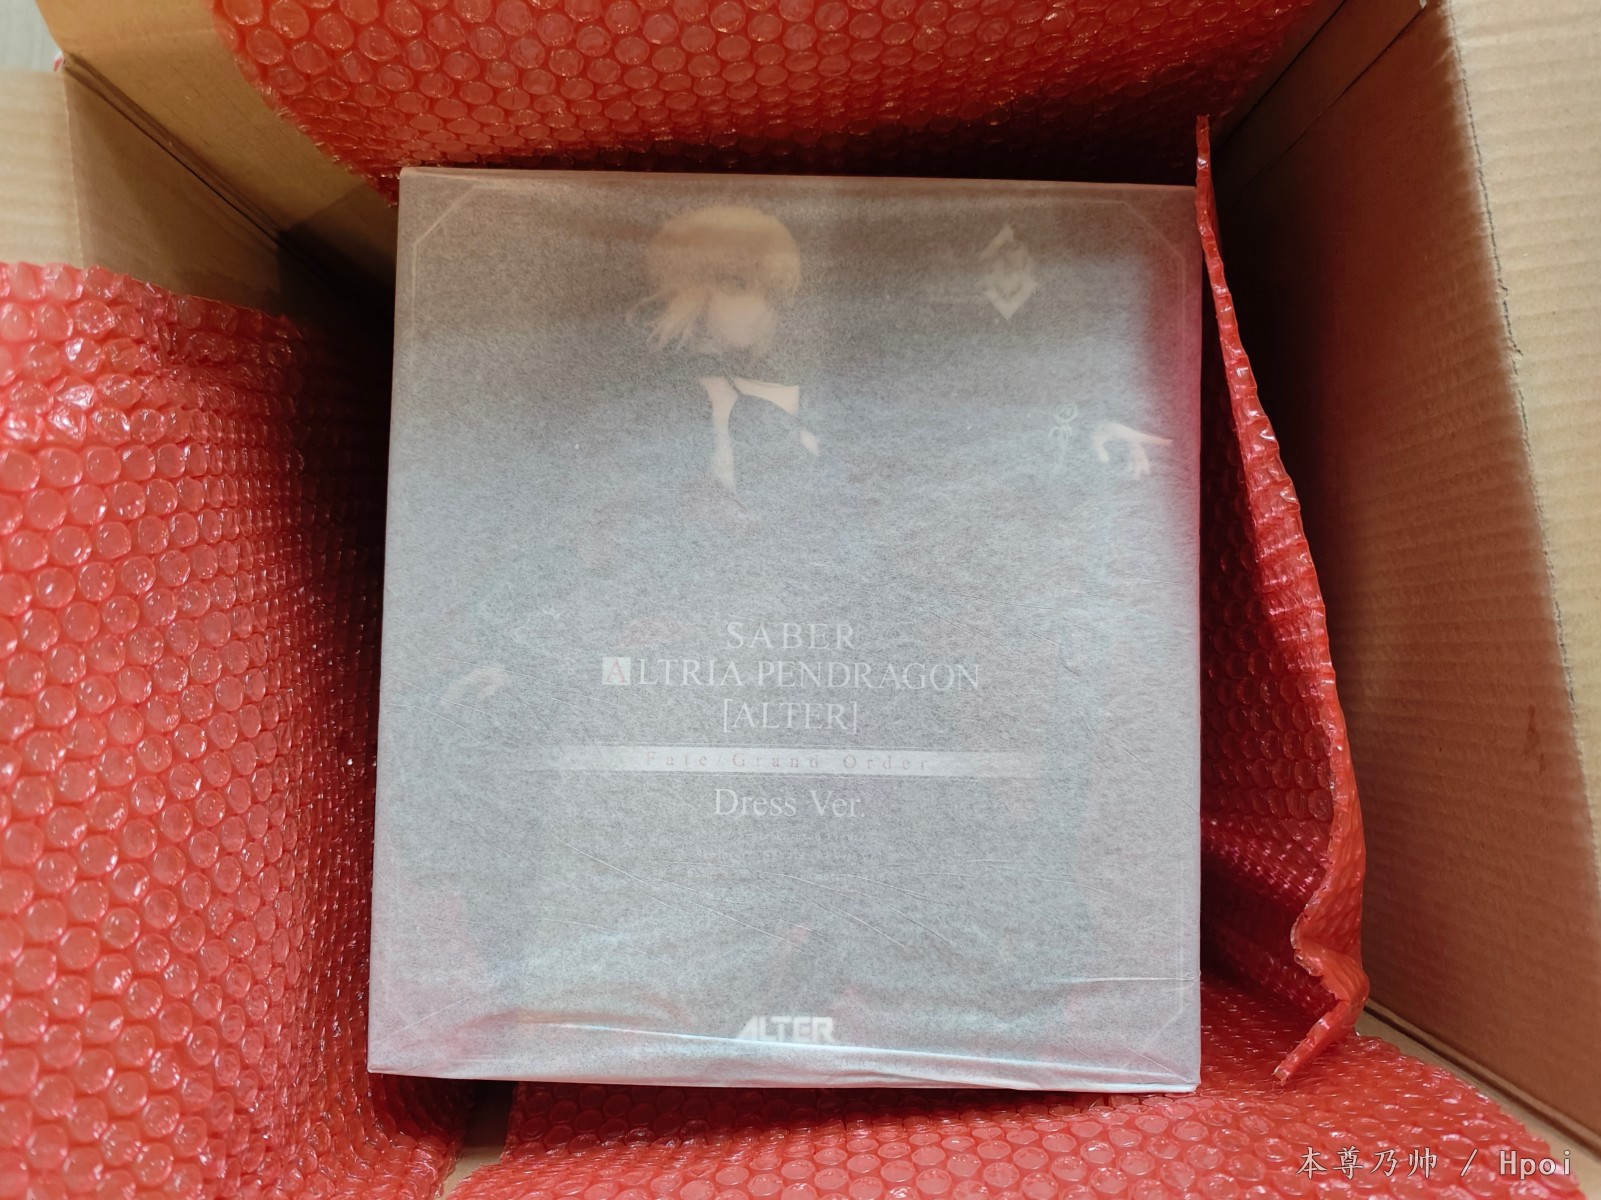 SABER
ALTRIA PENDRAGON
[ALTER]
Fate/Grand Order
Dress Ver.
ALTER
本尊乃帅 / Hpoi